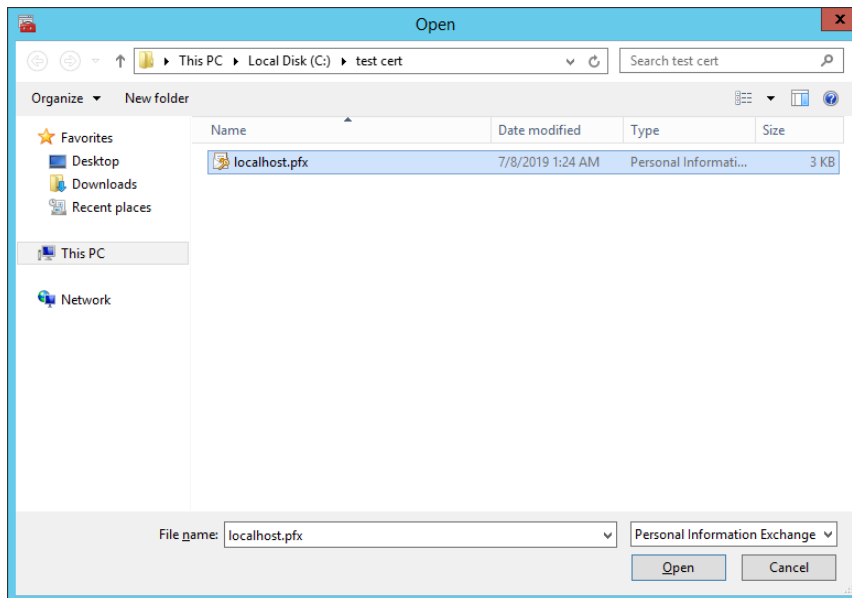 Open
x
This PC Local Disk (C:) test cert
Search test cert
Organize New folder
Name Date modified Type Size
Favorites
Desktop
Downloads
Recent places
This PC
Network
localhost.pfx 7/8/2019 1:24 AM Personal Informati... 3 KB
File name: localhost.pfx
Personal Information Exchange
Open Cancel